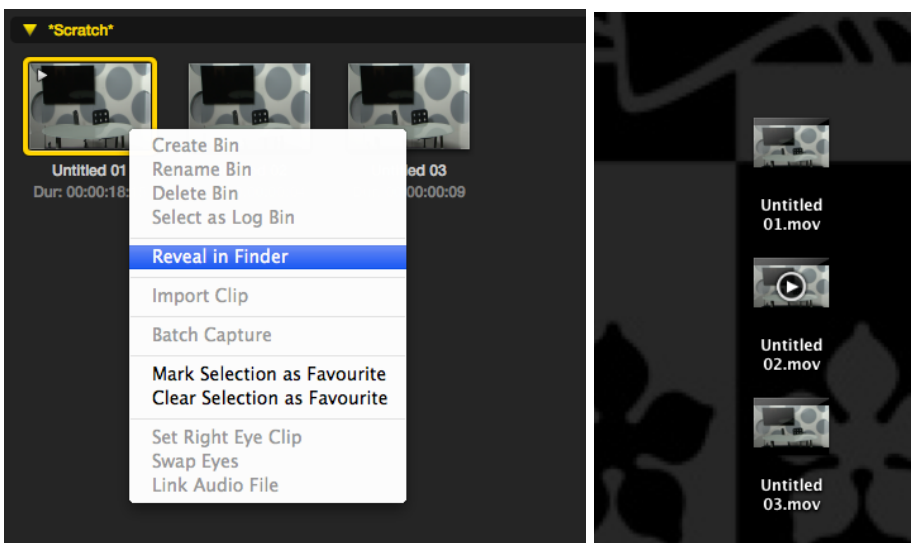 *Scratch*
Untitled 01
ed 03
Dur: 00:00:18:
00:00:09
Create Bin
Rename Bin
Delete Bin
Select as Log Bin
Reveal in Finder
Import Clip
Batch Capture
Mark Selection as Favourite
Clear Selection as Favourite
Set Right Eye Clip
Swap Eyes
Link Audio File
Untitled
01.mov
Untitled
02.mov
Untitled
03.mov